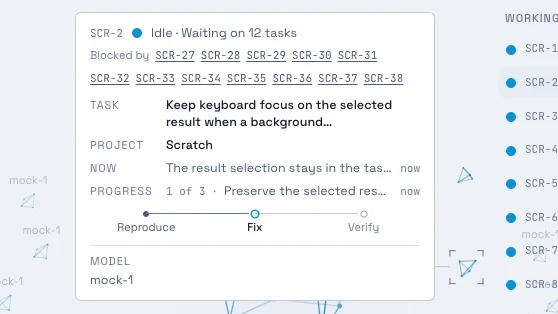 SCR-2 Idle · Waiting on 12 tasks
Blocked by SCR-27 SCR-28 SCR-29 SCR-30 SCR-31
SCR-32 SCR-33 SCR-34 SCR-35 SCR-36 SCR-37 SCR-38
TASK Keep keyboard focus on the selected
result when a background...
PROJECT Scratch
NOW The result selection stays in the tas... now
PROGRESS 1 of 3 · Preserve the selected res... now
Reproduce Fix Verify
MODEL
mock-1
mock-1
mock-1
ck-1
WORKING
SCR-1
SCR-2
SCR-3
SCR-4
SCR-5
SCR-6
mock-1
SCR-7
SCR-8